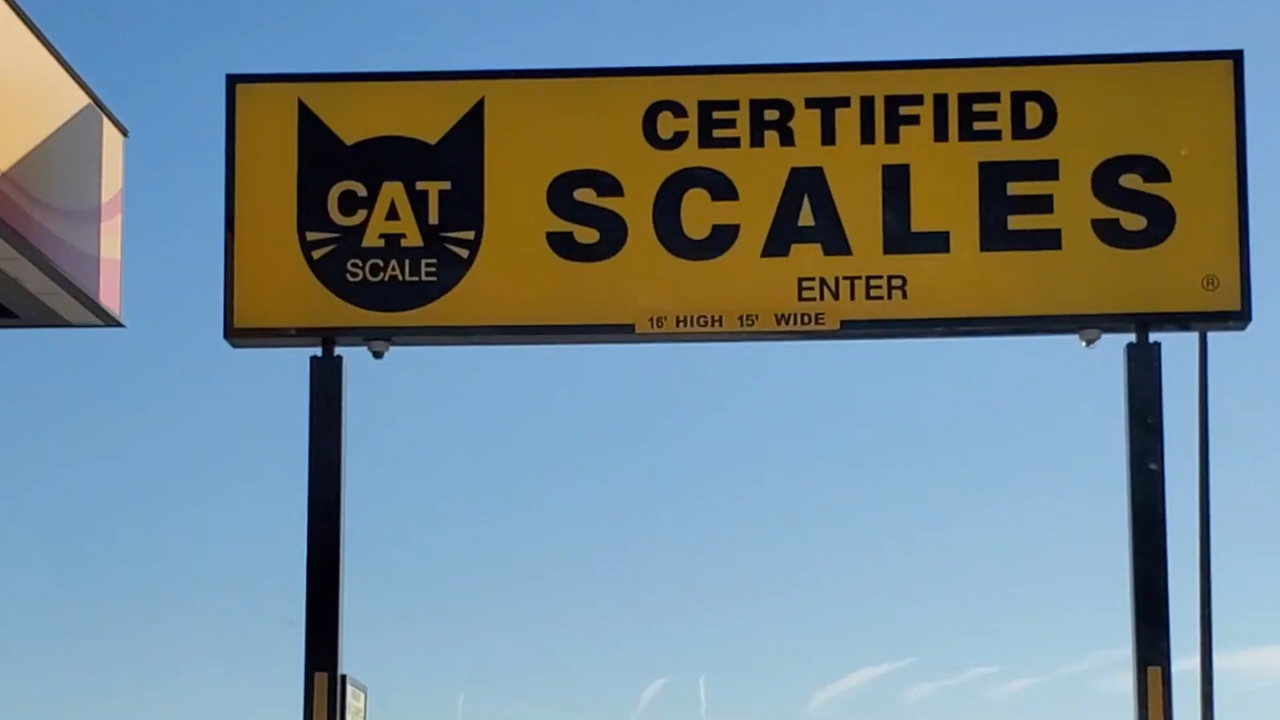 CAT
SCALE
CERTIFIED
SCALES
ENTER
®
16' HIGH 15' WIDE